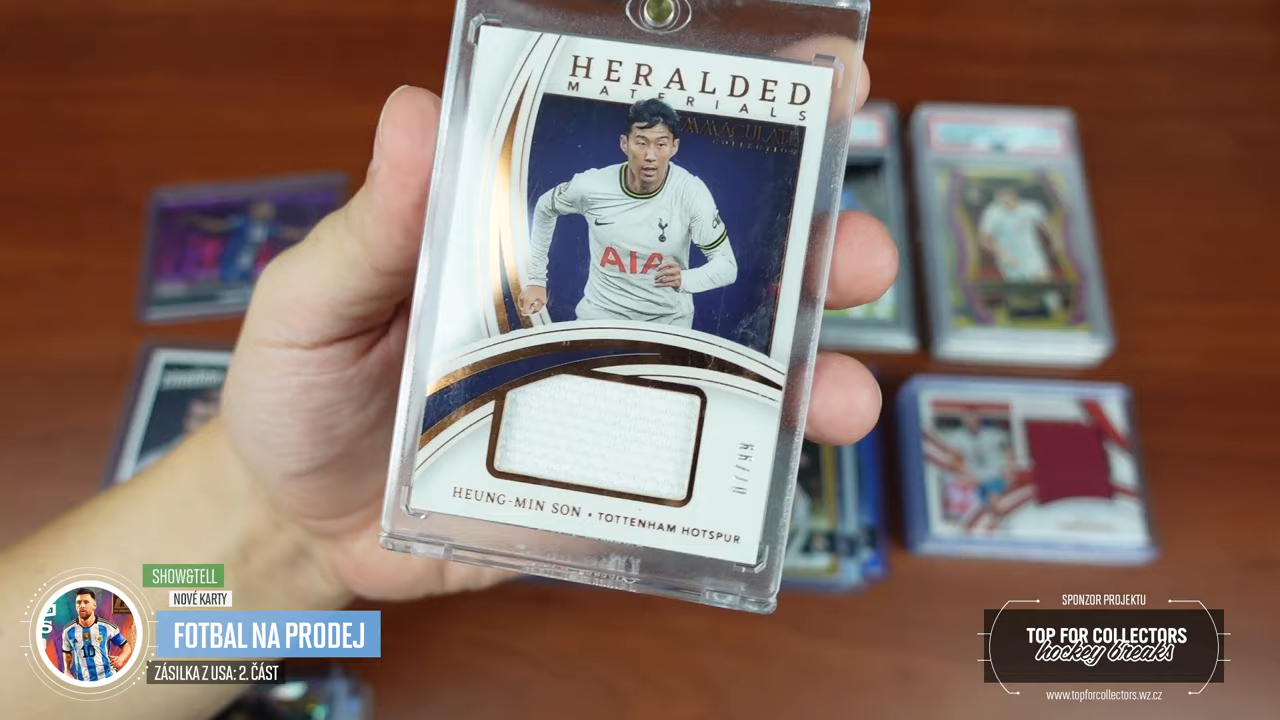 HERALDED
MATERIALS
IMMACULATE
COLLECTION
AIA
HEUNG-MIN SON • TOTTENHAM HOTSPUR
SHOW&TELL
NOVÉ KARTY
FOTBAL NA PRODEJ
ZÁSILKA Z USA: 2. ČÁST
SPONZOR PROJEKTU
TOP FOR COLLECTORS
hockey breaks
www.topforcollectors.wz.cz